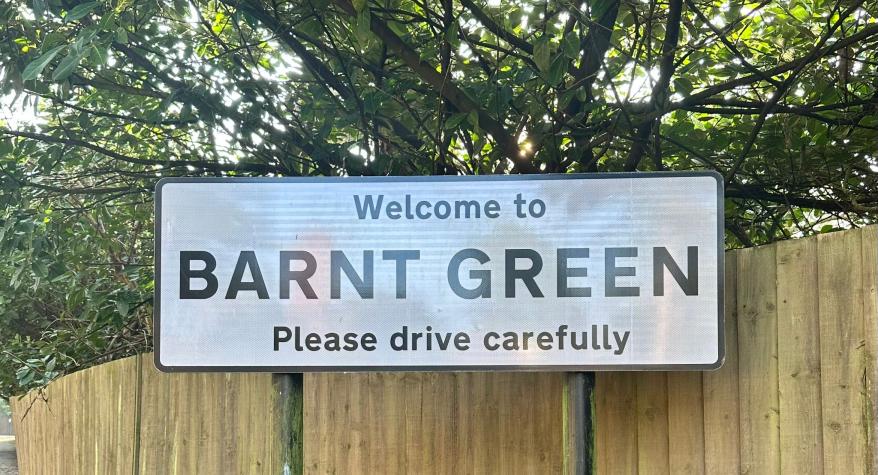 Welcome to
BARNT GREEN
Please drive carefully